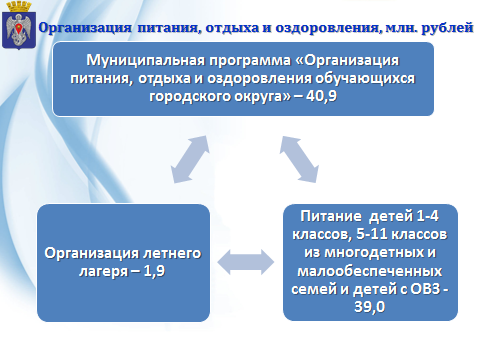 Организация питания, отдыха и оздоровления, млн. рублей
Муниципальная программа «Организация
питания, отдыха и оздоровления обучающихся
городского округа» – 40,9
Организация летнего
лагеря – 1,9
Питание детей 1-4
классов, 5-11 классов
из многодетных и
малообеспеченных
семей и детей с ОВЗ -
39,0